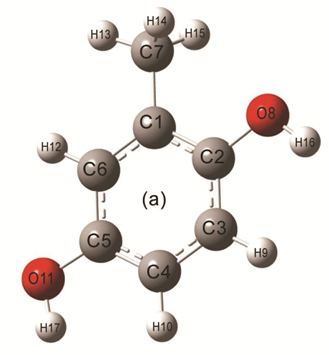 H14
H13 H15
C7
C1 O8
H16
H12 C2
C6
(a)
C3
C5 H9
O11 C4
H17 H10